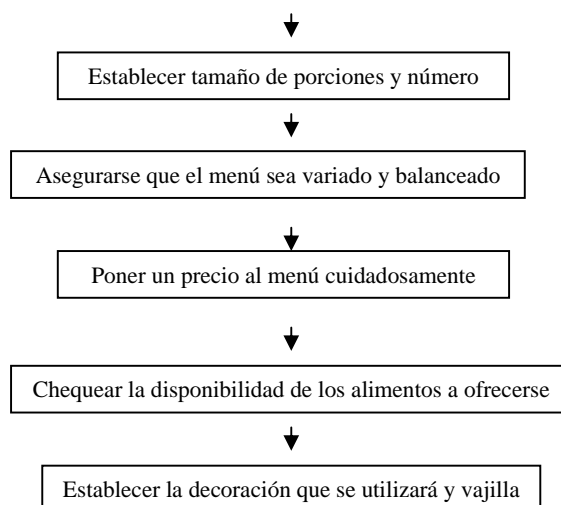 Establecer tamaño de porciones y número
Asegurarse que el menú sea variado y balanceado
Poner un precio al menú cuidadosamente
Chequear la disponibilidad de los alimentos a ofrecerse
Establecer la decoración que se utilizará y vajilla